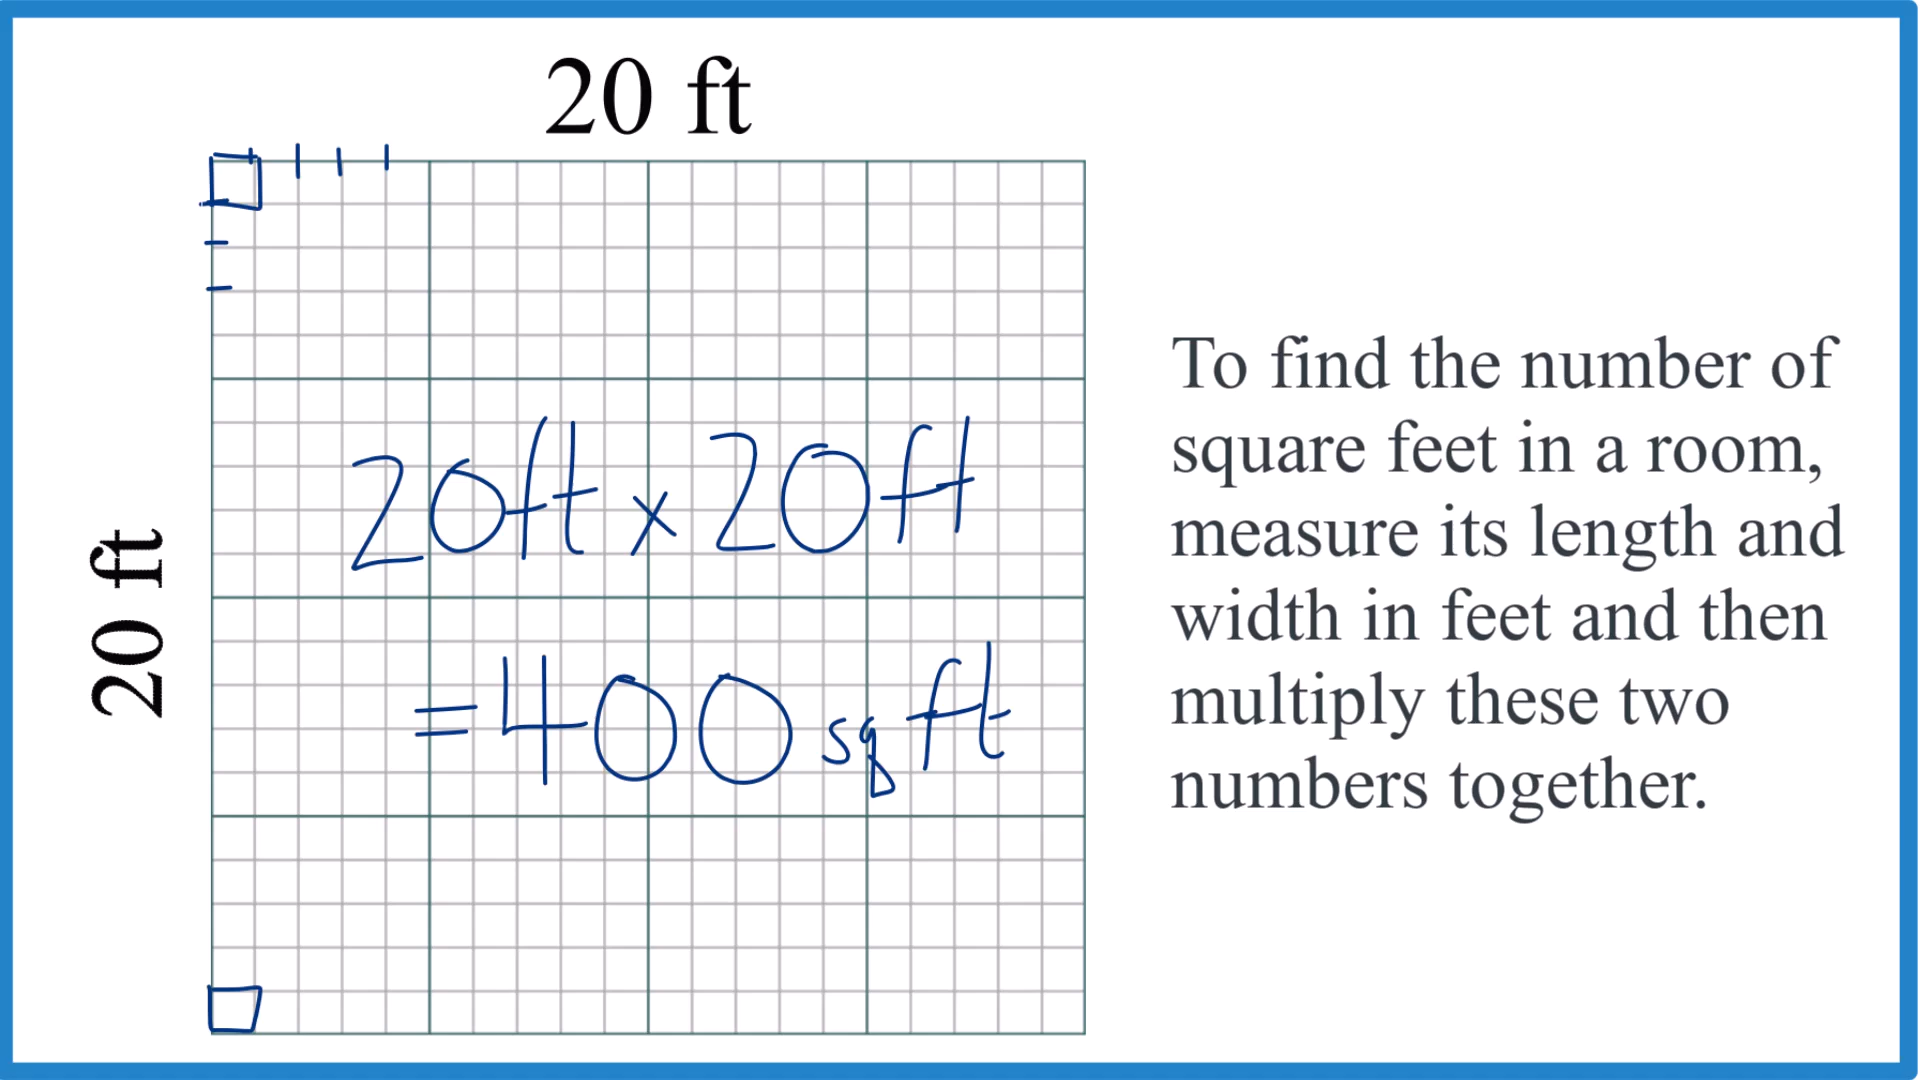 20 ft
20 ft
20ft x 20ft
=400 sq ft
To find the number of
square feet in a room,
measure its length and
width in feet and then
multiply these two
numbers together.